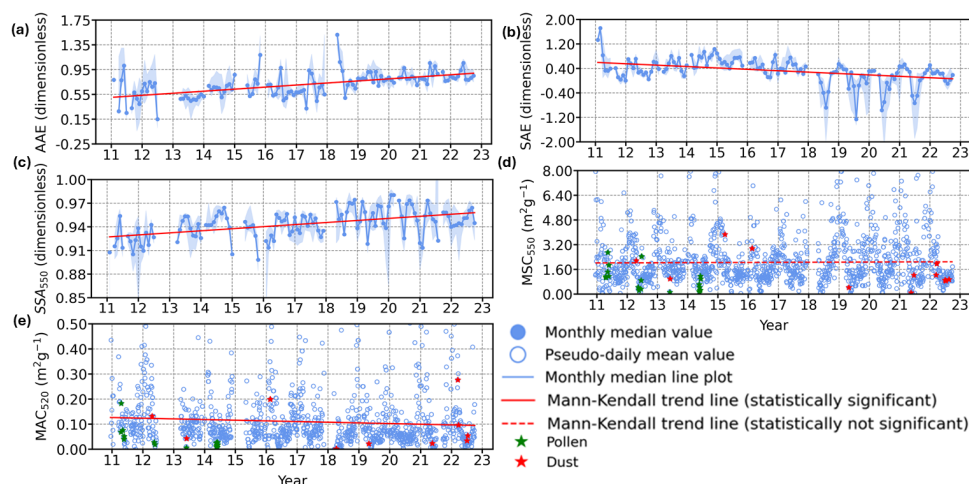 (a)
AAE (dimensionless)
1.75
1.35
0.95
0.55
0.15
-0.25
11 12 13 14 15 16 17 18 19 20 21 22 23
(b)
SAE (dimensionless)
2.00
1.20
0.40
-0.40
-1.20
-2.00
11 12 13 14 15 16 17 18 19 20 21 22 23
(c)
SSA550 (dimensionless)
1.00
0.97
0.94
0.91
0.88
0.85
11 12 13 14 15 16 17 18 19 20 21 22 23
(d)
MSC550 (m2g−1)
8.00
6.40
4.80
3.20
1.60
0.00
11 12 13 14 15 16 17 18 19 20 21 22 23
Year
(e)
MAC520 (m2g−1)
0.50
0.40
0.30
0.20
0.10
0.00
11 12 13 14 15 16 17 18 19 20 21 22 23
Year
Monthly median value
Pseudo-daily mean value
Monthly median line plot
Mann-Kendall trend line (statistically significant)
Mann-Kendall trend line (statistically not significant)
Pollen
Dust